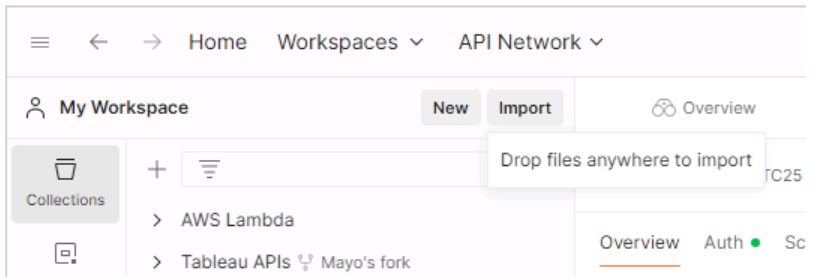 Home Workspaces API Network
My Workspace New Import Overview
Drop files anywhere to import
TC25
Collections
AWS Lambda
Overview Auth Sc
Tableau APIs Mayo's fork